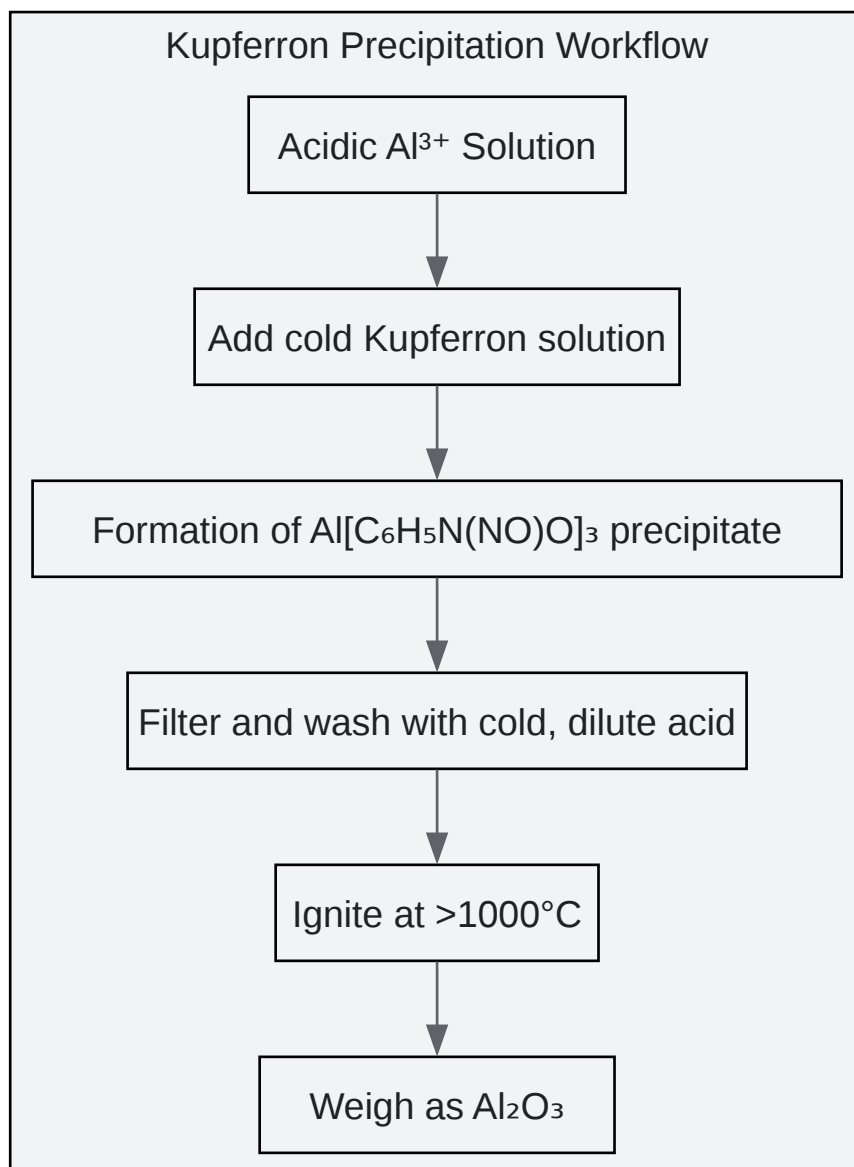 Kupferron Precipitation Workflow
Acidic Al³⁺ Solution
Add cold Kupferron solution
Formation of Al[C₆H₅N(NO)O]₃ precipitate
Filter and wash with cold, dilute acid
Ignite at >1000°C
Weigh as Al₂O₃